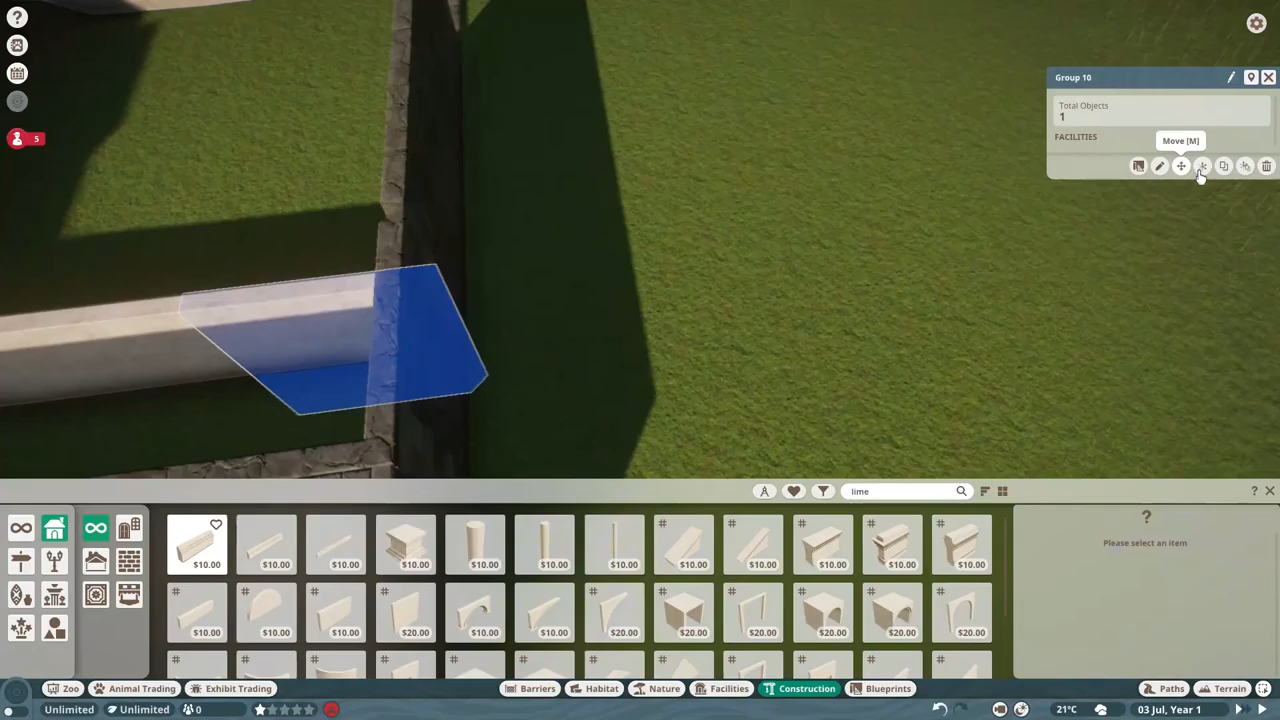 ?
5
Group 10
Total Objects
1
FACILITIES
Move [M]
lime
?
$10.00 $10.00 $10.00 $10.00 $10.00 $10.00 $10.00 $10.00 $10.00 $10.00 $10.00 $10.00
# # # # #
?
Please select an item
$10.00 $10.00 $10.00 $20.00 $10.00 $10.00 $20.00 $20.00 $20.00 $20.00 $20.00 $10.00
# # # # # # # # # # # #
# # # # # # # # # # # #
Zoo Animal Trading Exhibit Trading Barriers Habitat Nature Facilities Construction Blueprints Paths Terrain
Unlimited Unlimited 0 21°C 03 Jul, Year 1